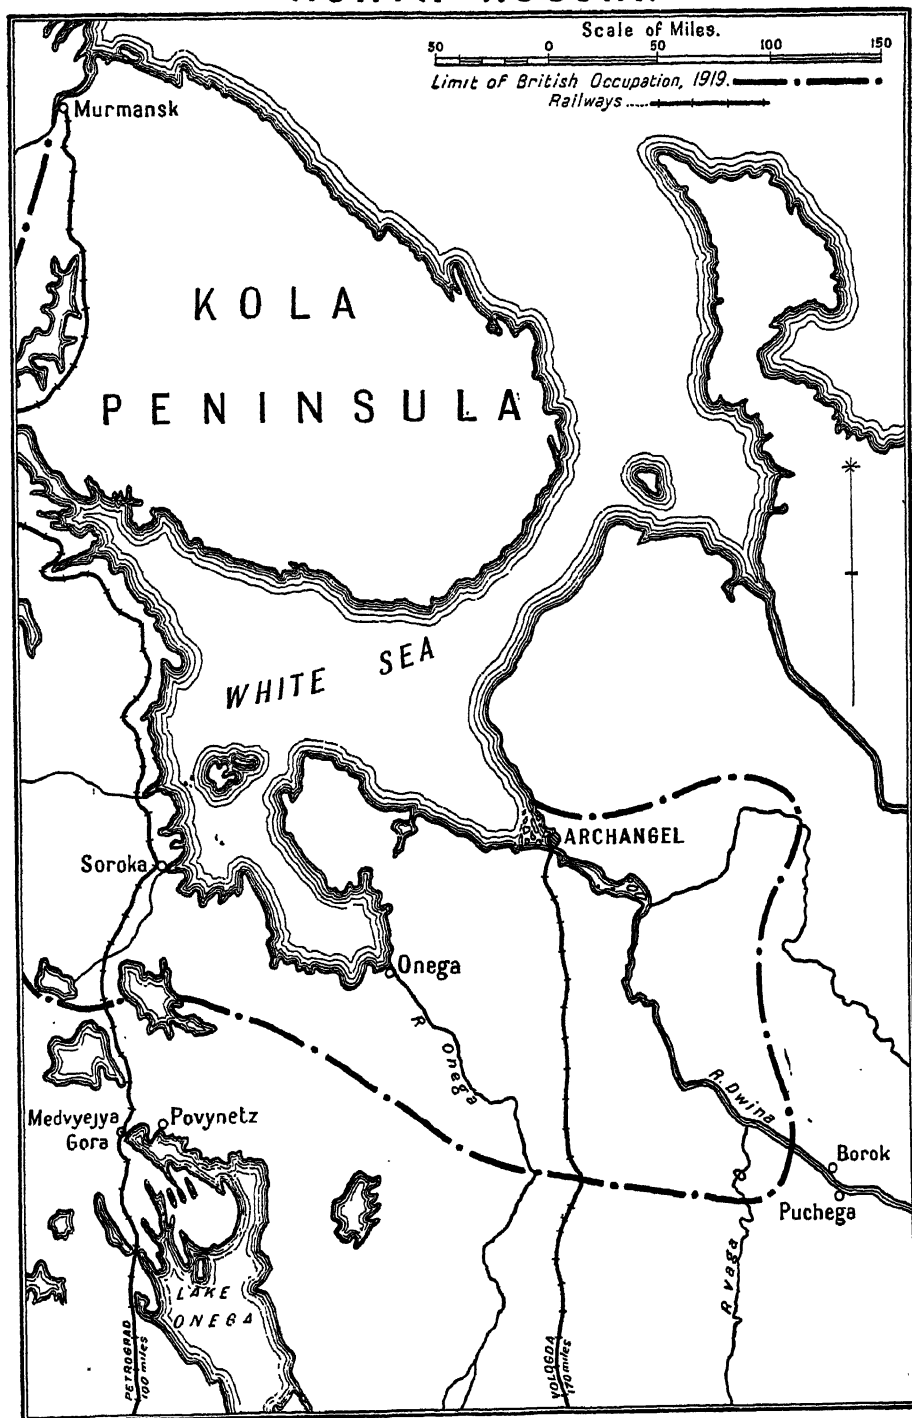 Scale of Miles.
50 0 50 100 150
Limit of British Occupation, 1919.
Railways.....
Murmansk
KOLA
PENINSULA
WHITE SEA
ARCHANGEL
Soroka
Onega
R Onega
R. Dwina
Medvyejya
Gora
Povynetz
Borok
Puchega
R Vaga
LAKE
ONEGA
PETROGRAD
100 miles
VOLOGDA
170 miles